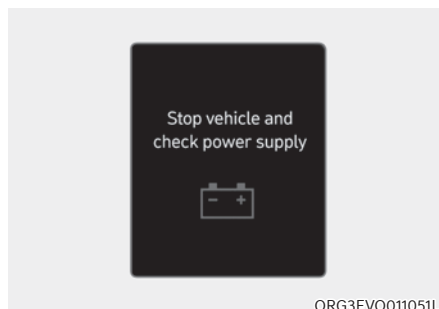 Stop vehicle and
check power supply
- +
ORG3EVQ011051L